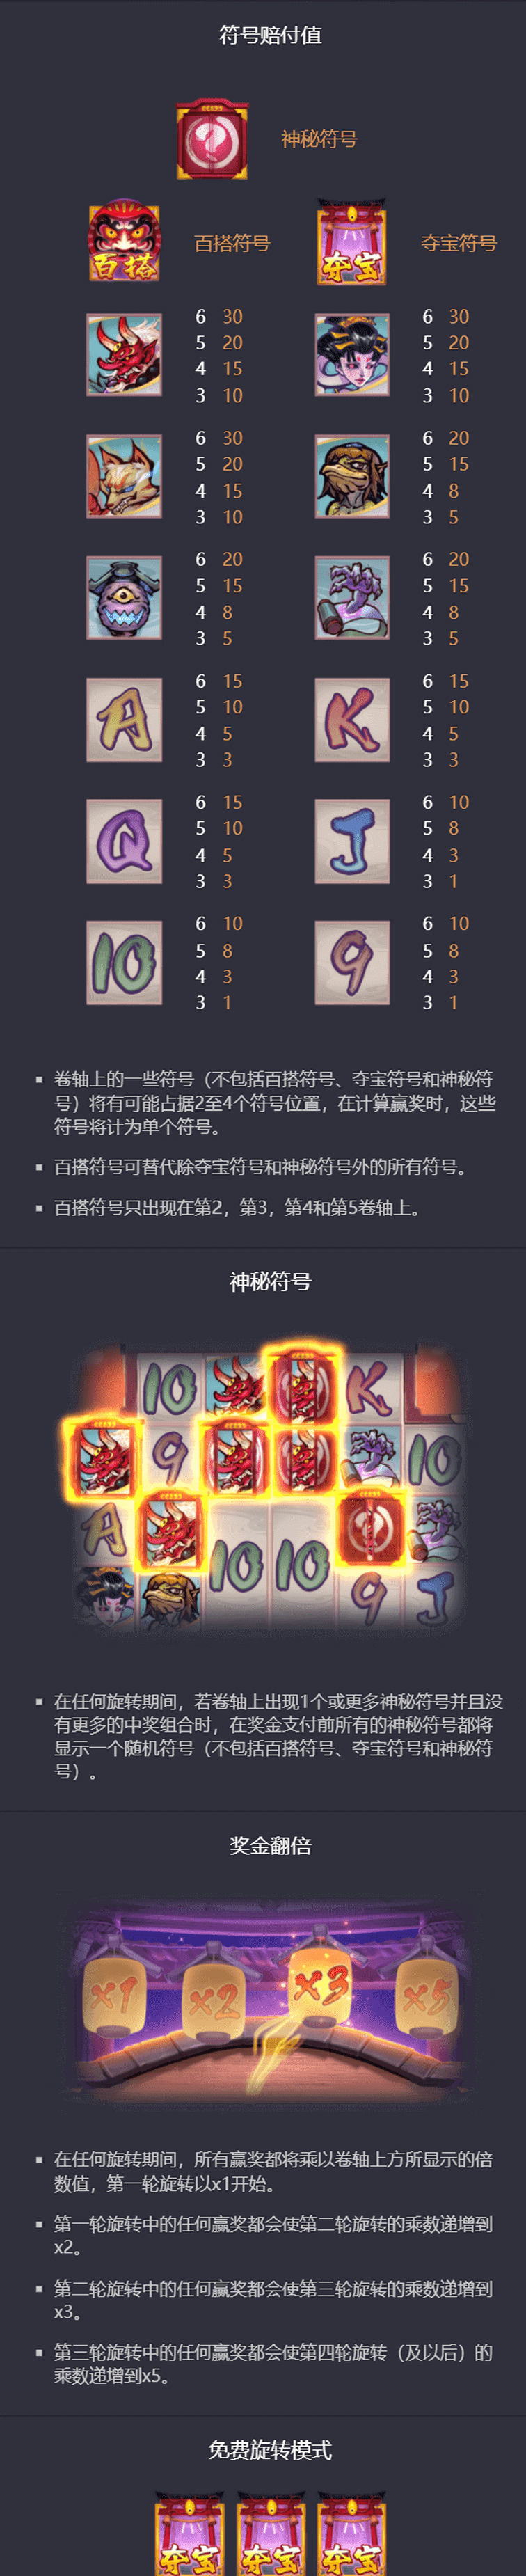 符号赔付值
神秘符号
百搭
百搭符号
夺宝
夺宝符号
6 30
5 20
4 15
3 10
6 30
5 20
4 15
3 10
6 30
5 20
4 15
3 10
6 20
5 15
4 8
3 5
6 20
5 15
4 8
3 5
6 20
5 15
4 8
3 5
A
6 15
5 10
4 5
3 3
K
6 15
5 10
4 5
3 3
Q
6 15
5 10
4 5
3 3
J
6 10
5 8
4 3
3 1
10
6 10
5 8
4 3
3 1
9
6 10
5 8
4 3
3 1
▪ 卷轴上的一些符号（不包括百搭符号、夺宝符号和神秘符
号）将有可能占据2至4个符号位置，在计算赢奖时，这些
符号将计为单个符号。
▪ 百搭符号可替代除夺宝符号和神秘符号外的所有符号。
▪ 百搭符号只出现在第2，第3，第4和第5卷轴上。
神秘符号
10 K
9 10
A
10 10
9 J
▪ 在任何旋转期间，若卷轴上出现1个或更多神秘符号并且没
有更多的中奖组合时，在奖金支付前所有的神秘符号都将
显示一个随机符号（不包括百搭符号、夺宝符号和神秘符
号）。
奖金翻倍
x1 x2 x3 x5
▪ 在任何旋转期间，所有赢奖都将乘以卷轴上方所显示的倍
数值，第一轮旋转以x1开始。
▪ 第一轮旋转中的任何赢奖都会使第二轮旋转的乘数递增到
x2。
▪ 第二轮旋转中的任何赢奖都会使第三轮旋转的乘数递增到
x3。
▪ 第三轮旋转中的任何赢奖都会使第四轮旋转（及以后）的
乘数递增到x5。
免费旋转模式
夺宝 夺宝 夺宝